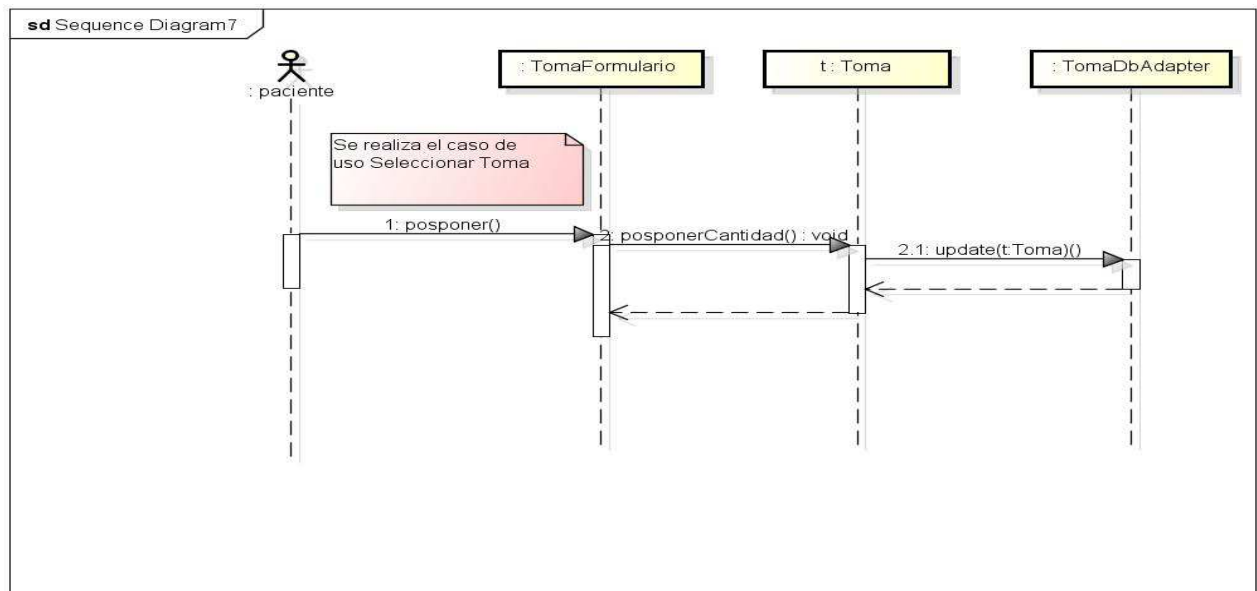 sd Sequence Diagram7
: paciente
: TomaFormulario
t : Toma
: TomaDbAdapter
Se realiza el caso de
uso Seleccionar Toma
1: posponer()
2: posponerCantidad() : void
2.1: update(t:Toma)()